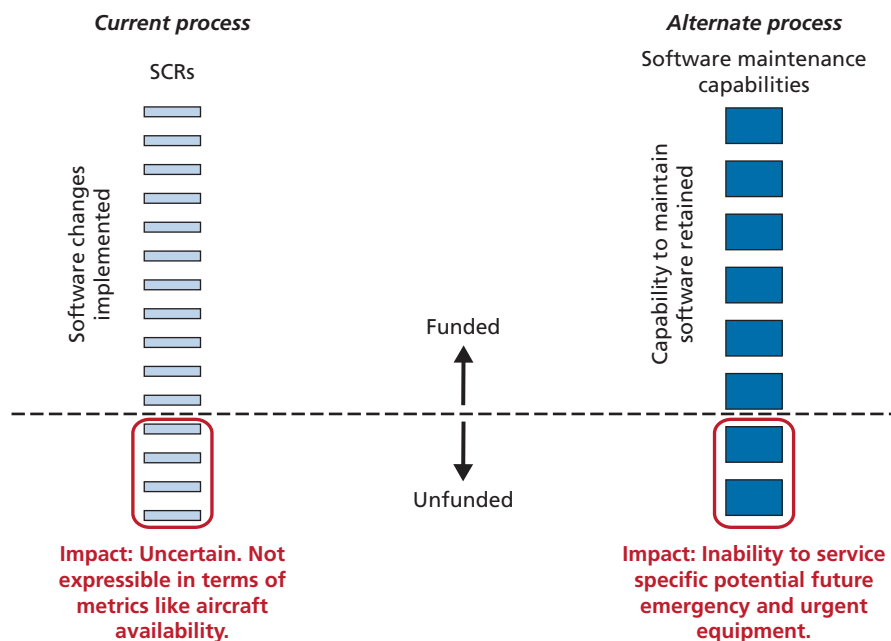 Current process
SCRs
Software changes
implemented
Funded
Unfunded
Impact: Uncertain. Not
expressible in terms of
metrics like aircraft
availability.
Alternate process
Software maintenance
capabilities
Capability to maintain
software retained
Impact: Inability to service
specific potential future
emergency and urgent
equipment.